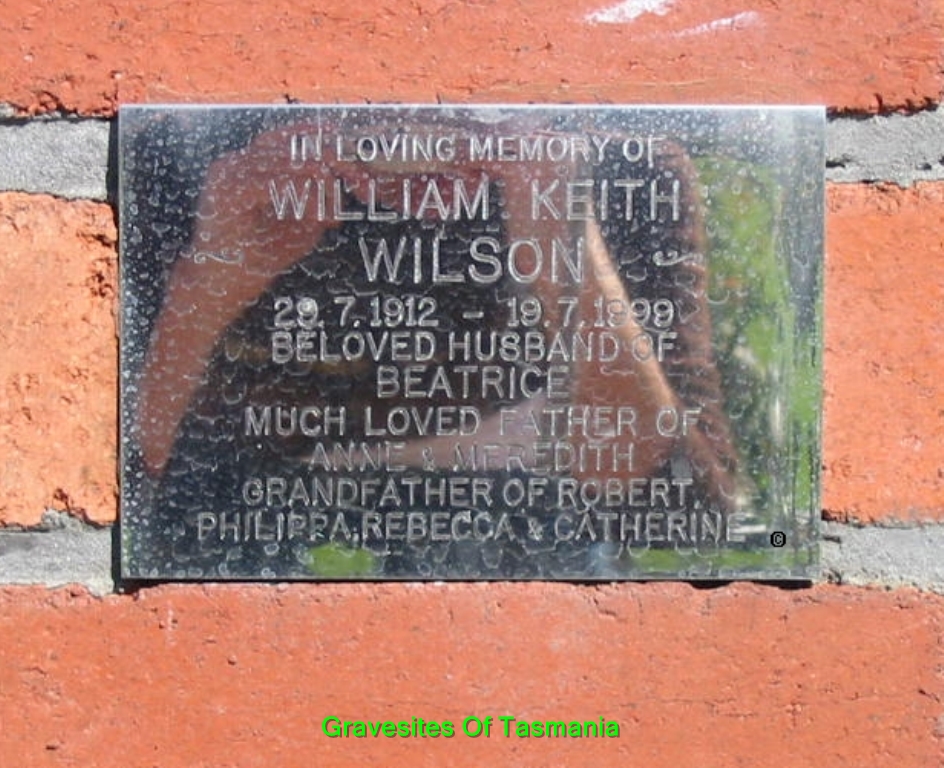 IN LOVING MEMORY OF
WILLIAM KEITH
WILSON
29.7.1912 - 19.7.1999
BELOVED HUSBAND OF
BEATRICE
MUCH LOVED FATHER OF
ANNE & MEREDITH
GRANDFATHER OF ROBERT,
PHILIPPA, REBECCA & CATHERINE
©
Gravesites Of Tasmania